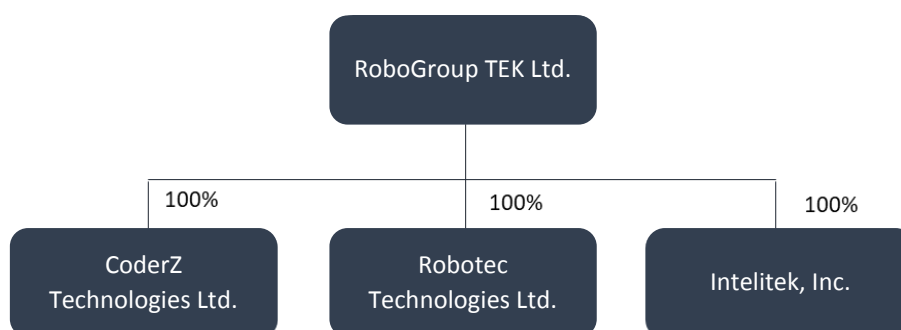 RoboGroup TEK Ltd.
100%
100%
100%
CoderZ
Technologies Ltd.
Robotec
Technologies Ltd.
Intelitek, Inc.